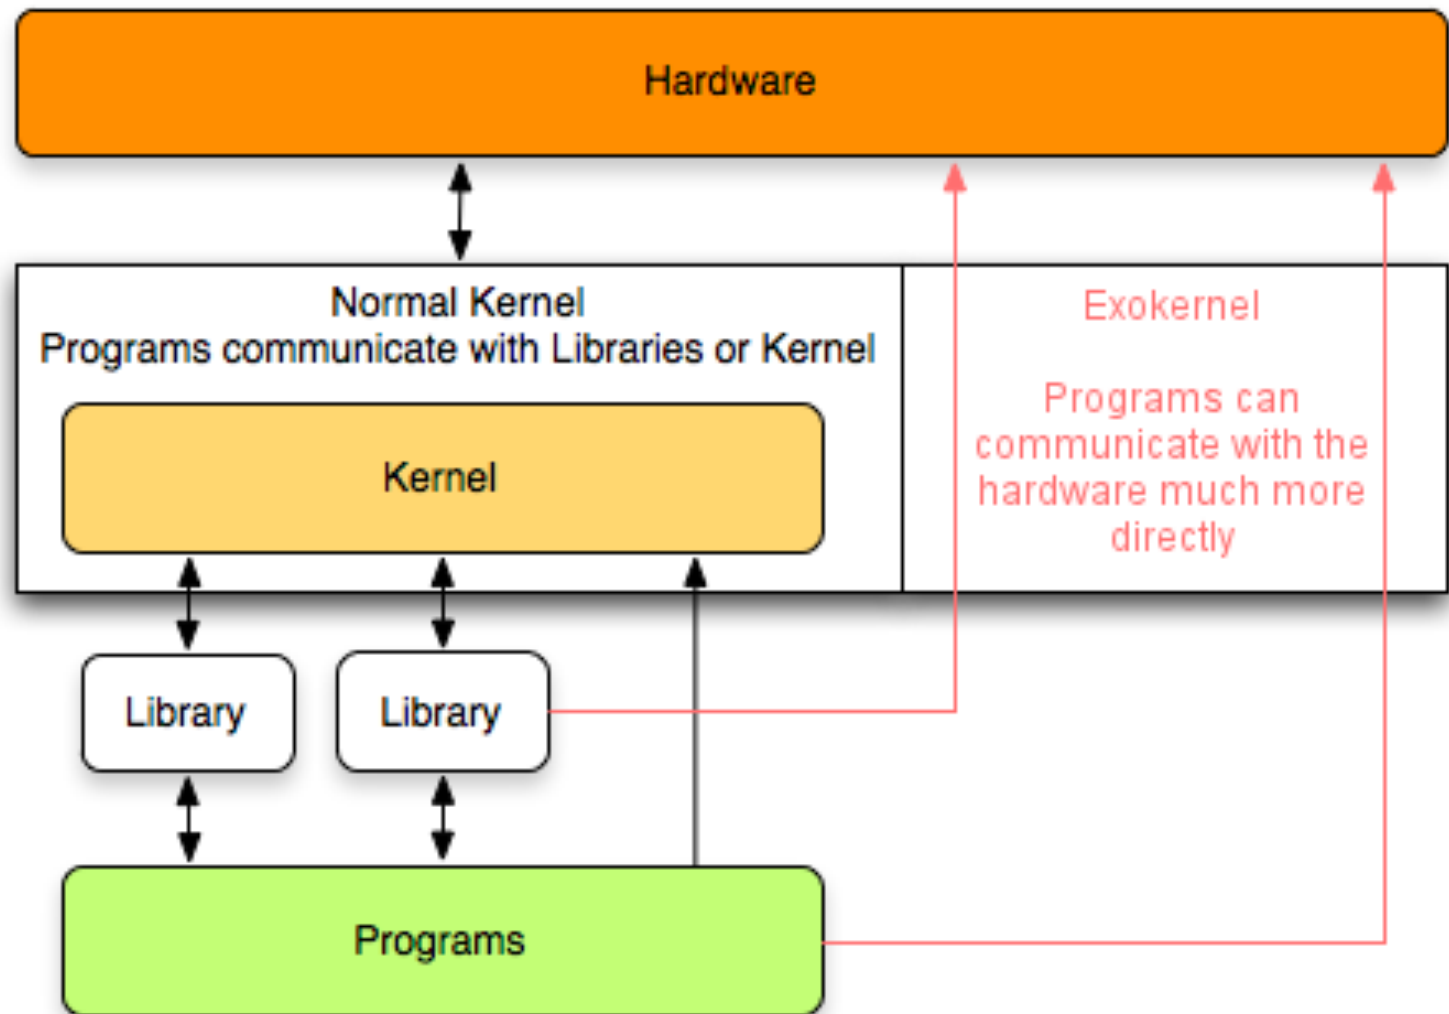 Hardware
Normal Kernel
Programs communicate with Libraries or Kernel
Kernel
Exokernel
Programs can
communicate with the
hardware much more
directly
Library
Library
Programs